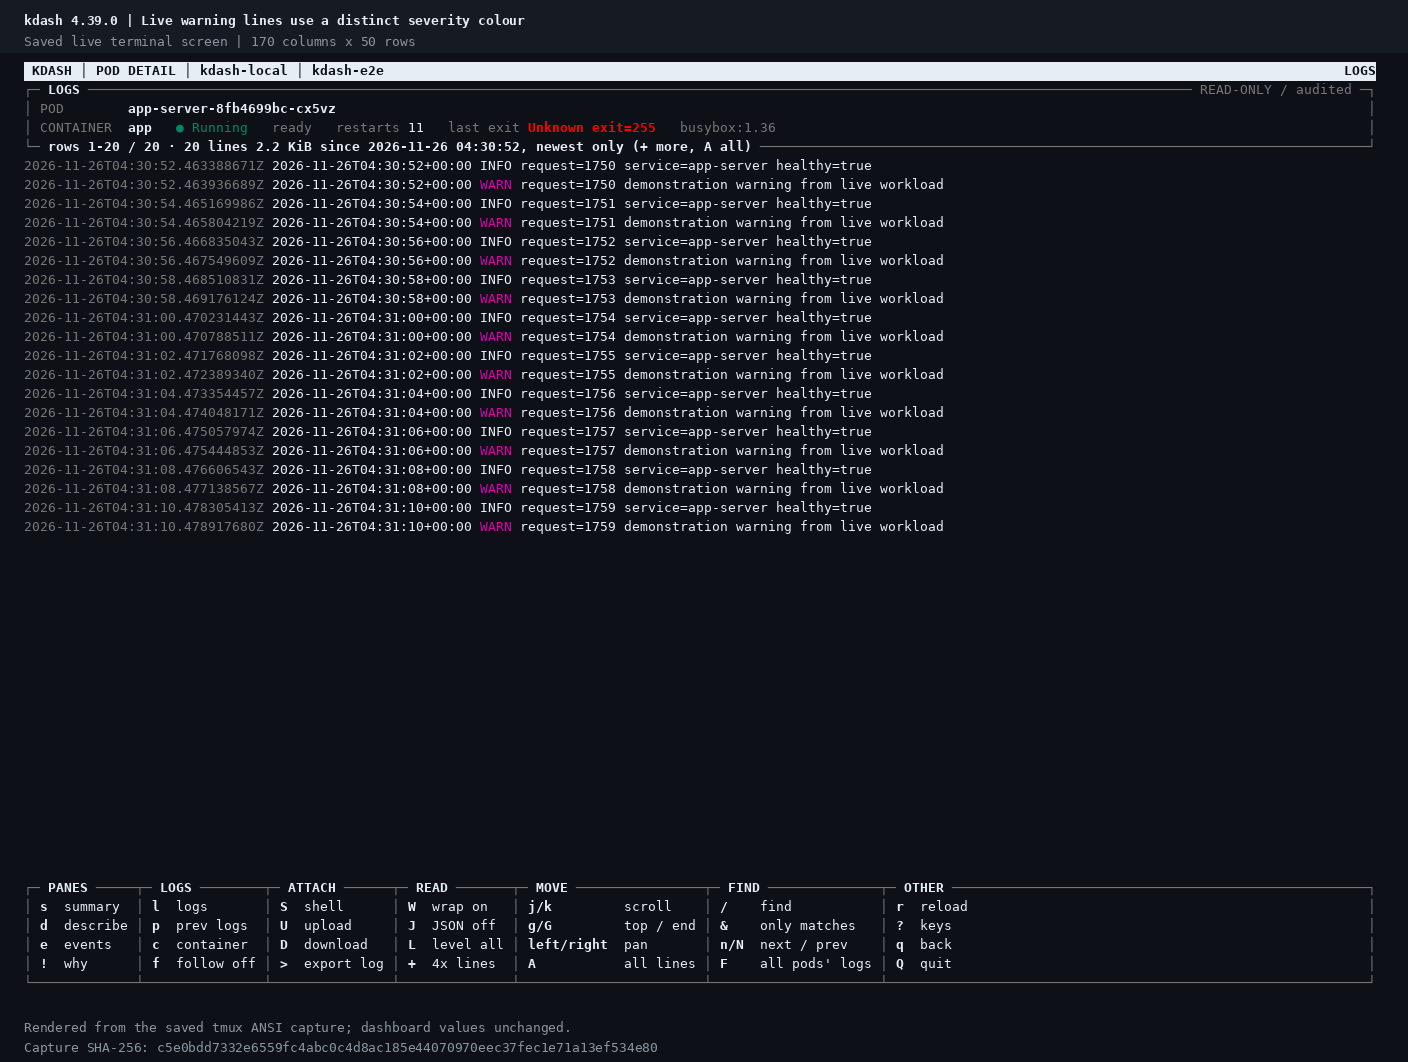 kdash 4.39.0 | Live warning lines use a distinct severity colour
Saved live terminal screen | 170 columns x 50 rows
KDASH │ POD DETAIL │ kdash-local │ kdash-e2e LOGS
LOGS READ-ONLY / audited
POD app-server-8fb4699bc-cx5vz
CONTAINER app ● Running ready restarts 11 last exit Unknown exit=255 busybox:1.36
rows 1-20 / 20 · 20 lines 2.2 KiB since 2026-11-26 04:30:52, newest only (+ more, A all)
2026-11-26T04:30:52.463388671Z 2026-11-26T04:30:52+00:00 INFO request=1750 service=app-server healthy=true
2026-11-26T04:30:52.463936689Z 2026-11-26T04:30:52+00:00 WARN request=1750 demonstration warning from live workload
2026-11-26T04:30:54.465169986Z 2026-11-26T04:30:54+00:00 INFO request=1751 service=app-server healthy=true
2026-11-26T04:30:54.465804219Z 2026-11-26T04:30:54+00:00 WARN request=1751 demonstration warning from live workload
2026-11-26T04:30:56.466835043Z 2026-11-26T04:30:56+00:00 INFO request=1752 service=app-server healthy=true
2026-11-26T04:30:56.467549609Z 2026-11-26T04:30:56+00:00 WARN request=1752 demonstration warning from live workload
2026-11-26T04:30:58.468510831Z 2026-11-26T04:30:58+00:00 INFO request=1753 service=app-server healthy=true
2026-11-26T04:30:58.469176124Z 2026-11-26T04:30:58+00:00 WARN request=1753 demonstration warning from live workload
2026-11-26T04:31:00.470231443Z 2026-11-26T04:31:00+00:00 INFO request=1754 service=app-server healthy=true
2026-11-26T04:31:00.470788511Z 2026-11-26T04:31:00+00:00 WARN request=1754 demonstration warning from live workload
2026-11-26T04:31:02.471768098Z 2026-11-26T04:31:02+00:00 INFO request=1755 service=app-server healthy=true
2026-11-26T04:31:02.472389340Z 2026-11-26T04:31:02+00:00 WARN request=1755 demonstration warning from live workload
2026-11-26T04:31:04.473354457Z 2026-11-26T04:31:04+00:00 INFO request=1756 service=app-server healthy=true
2026-11-26T04:31:04.474048171Z 2026-11-26T04:31:04+00:00 WARN request=1756 demonstration warning from live workload
2026-11-26T04:31:06.475057974Z 2026-11-26T04:31:06+00:00 INFO request=1757 service=app-server healthy=true
2026-11-26T04:31:06.475444853Z 2026-11-26T04:31:06+00:00 WARN request=1757 demonstration warning from live workload
2026-11-26T04:31:08.476606543Z 2026-11-26T04:31:08+00:00 INFO request=1758 service=app-server healthy=true
2026-11-26T04:31:08.477138567Z 2026-11-26T04:31:08+00:00 WARN request=1758 demonstration warning from live workload
2026-11-26T04:31:10.478305413Z 2026-11-26T04:31:10+00:00 INFO request=1759 service=app-server healthy=true
2026-11-26T04:31:10.478917680Z 2026-11-26T04:31:10+00:00 WARN request=1759 demonstration warning from live workload
PANES LOGS ATTACH READ MOVE FIND OTHER
s summary │ l logs │ S shell │ W wrap on │ j/k scroll │ / find │ r reload
d describe │ p prev logs │ U upload │ J JSON off │ g/G top / end │ & only matches │ ? keys
e events │ c container │ D download │ L level all │ left/right pan │ n/N next / prev │ q back
! why │ f follow off │ > export log │ + 4x lines │ A all lines │ F all pods' logs │ Q quit
Rendered from the saved tmux ANSI capture; dashboard values unchanged.
Capture SHA-256: c5e0bdd7332e6559fc4abc0c4d8ac185e44070970eec37fec1e71a13ef534e80